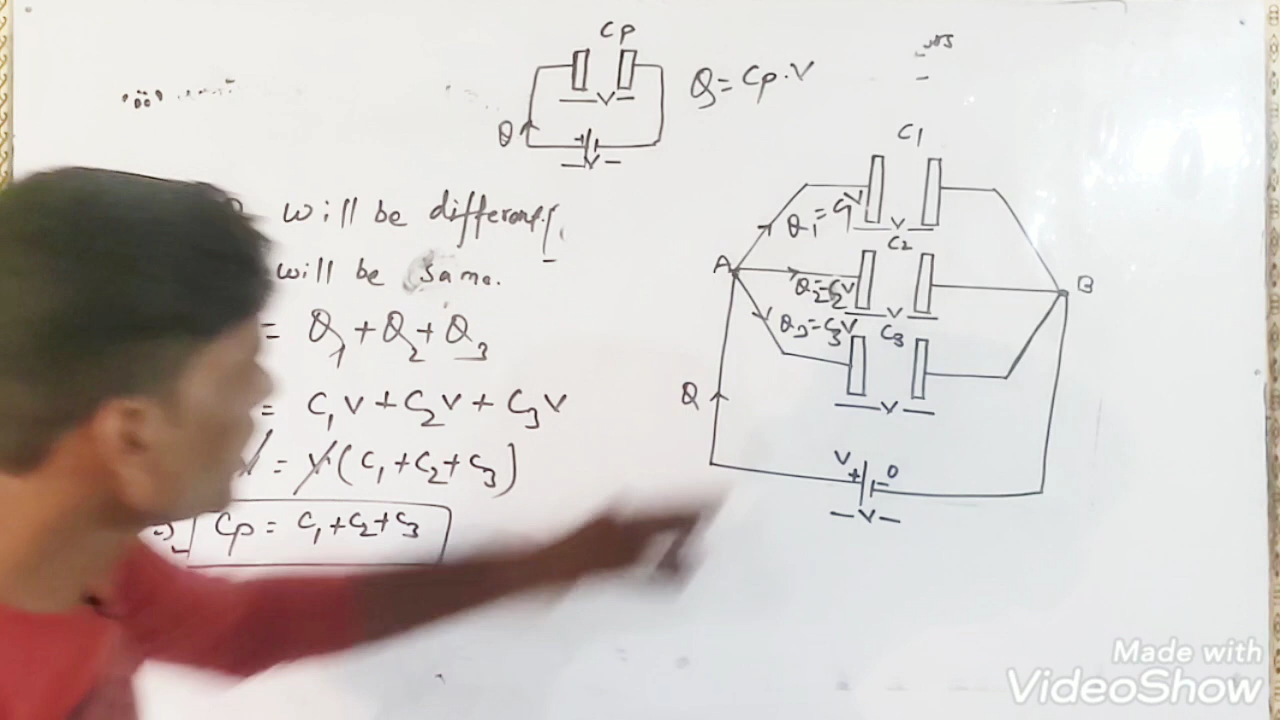 Cp
V
Q = Cp.V
Q
V
C1
Q1 = C1V
V
will be different.
C2
A
B
will be same.
Q2 = C2V
V
Q3 = C3V
C3
= Q1 + Q2 + Q3
V
Q
= C1V + C2V + C3V
V + - 0
= V (C1 + C2 + C3)
V
=> Cp = C1 + C2 + C3
Made with
VideoShow